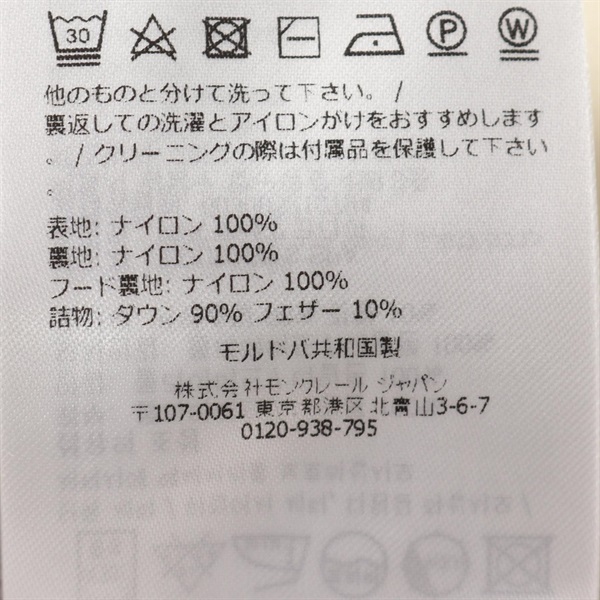 30
P
W
他のものと分けて洗って下さい。 /
裏返しての洗濯とアイロンがけをおすすめします
。 / クリーニングの際は付属品を保護して下さい
。
表地: ナイロン 100%
裏地: ナイロン 100%
フード裏地: ナイロン 100%
詰物: ダウン 90% フェザー 10%
モルドバ共和国製
株式会社モンクレール ジャパン
〒107-0061 東京都港区北青山3-6-7
0120-938-795